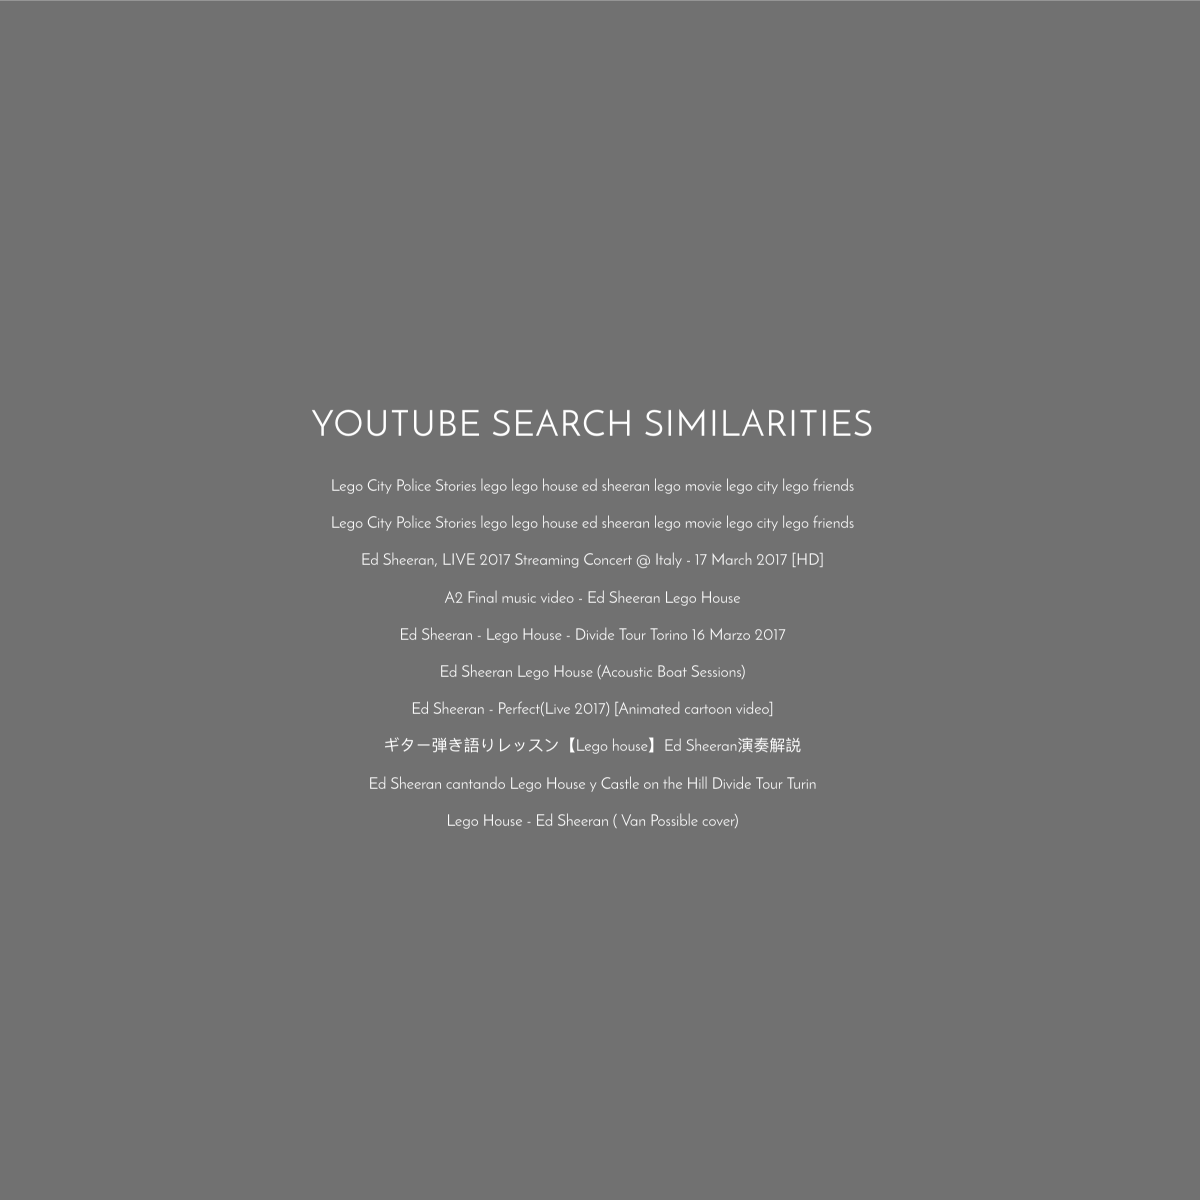 YOUTUBE SEARCH SIMILARITIES
Lego City Police Stories lego lego house ed sheeran lego movie lego city lego friends
Lego City Police Stories lego lego house ed sheeran lego movie lego city lego friends
Ed Sheeran, LIVE 2017 Streaming Concert @ Italy - 17 March 2017 [HD]
A2 Final music video - Ed Sheeran Lego House
Ed Sheeran - Lego House - Divide Tour Torino 16 Marzo 2017
Ed Sheeran Lego House (Acoustic Boat Sessions)
Ed Sheeran - Perfect(Live 2017) [Animated cartoon video]
ギター弾き語りレッスン【Lego house】Ed Sheeran演奏解説
Ed Sheeran cantando Lego House y Castle on the Hill Divide Tour Turin
Lego House - Ed Sheeran ( Van Possible cover)